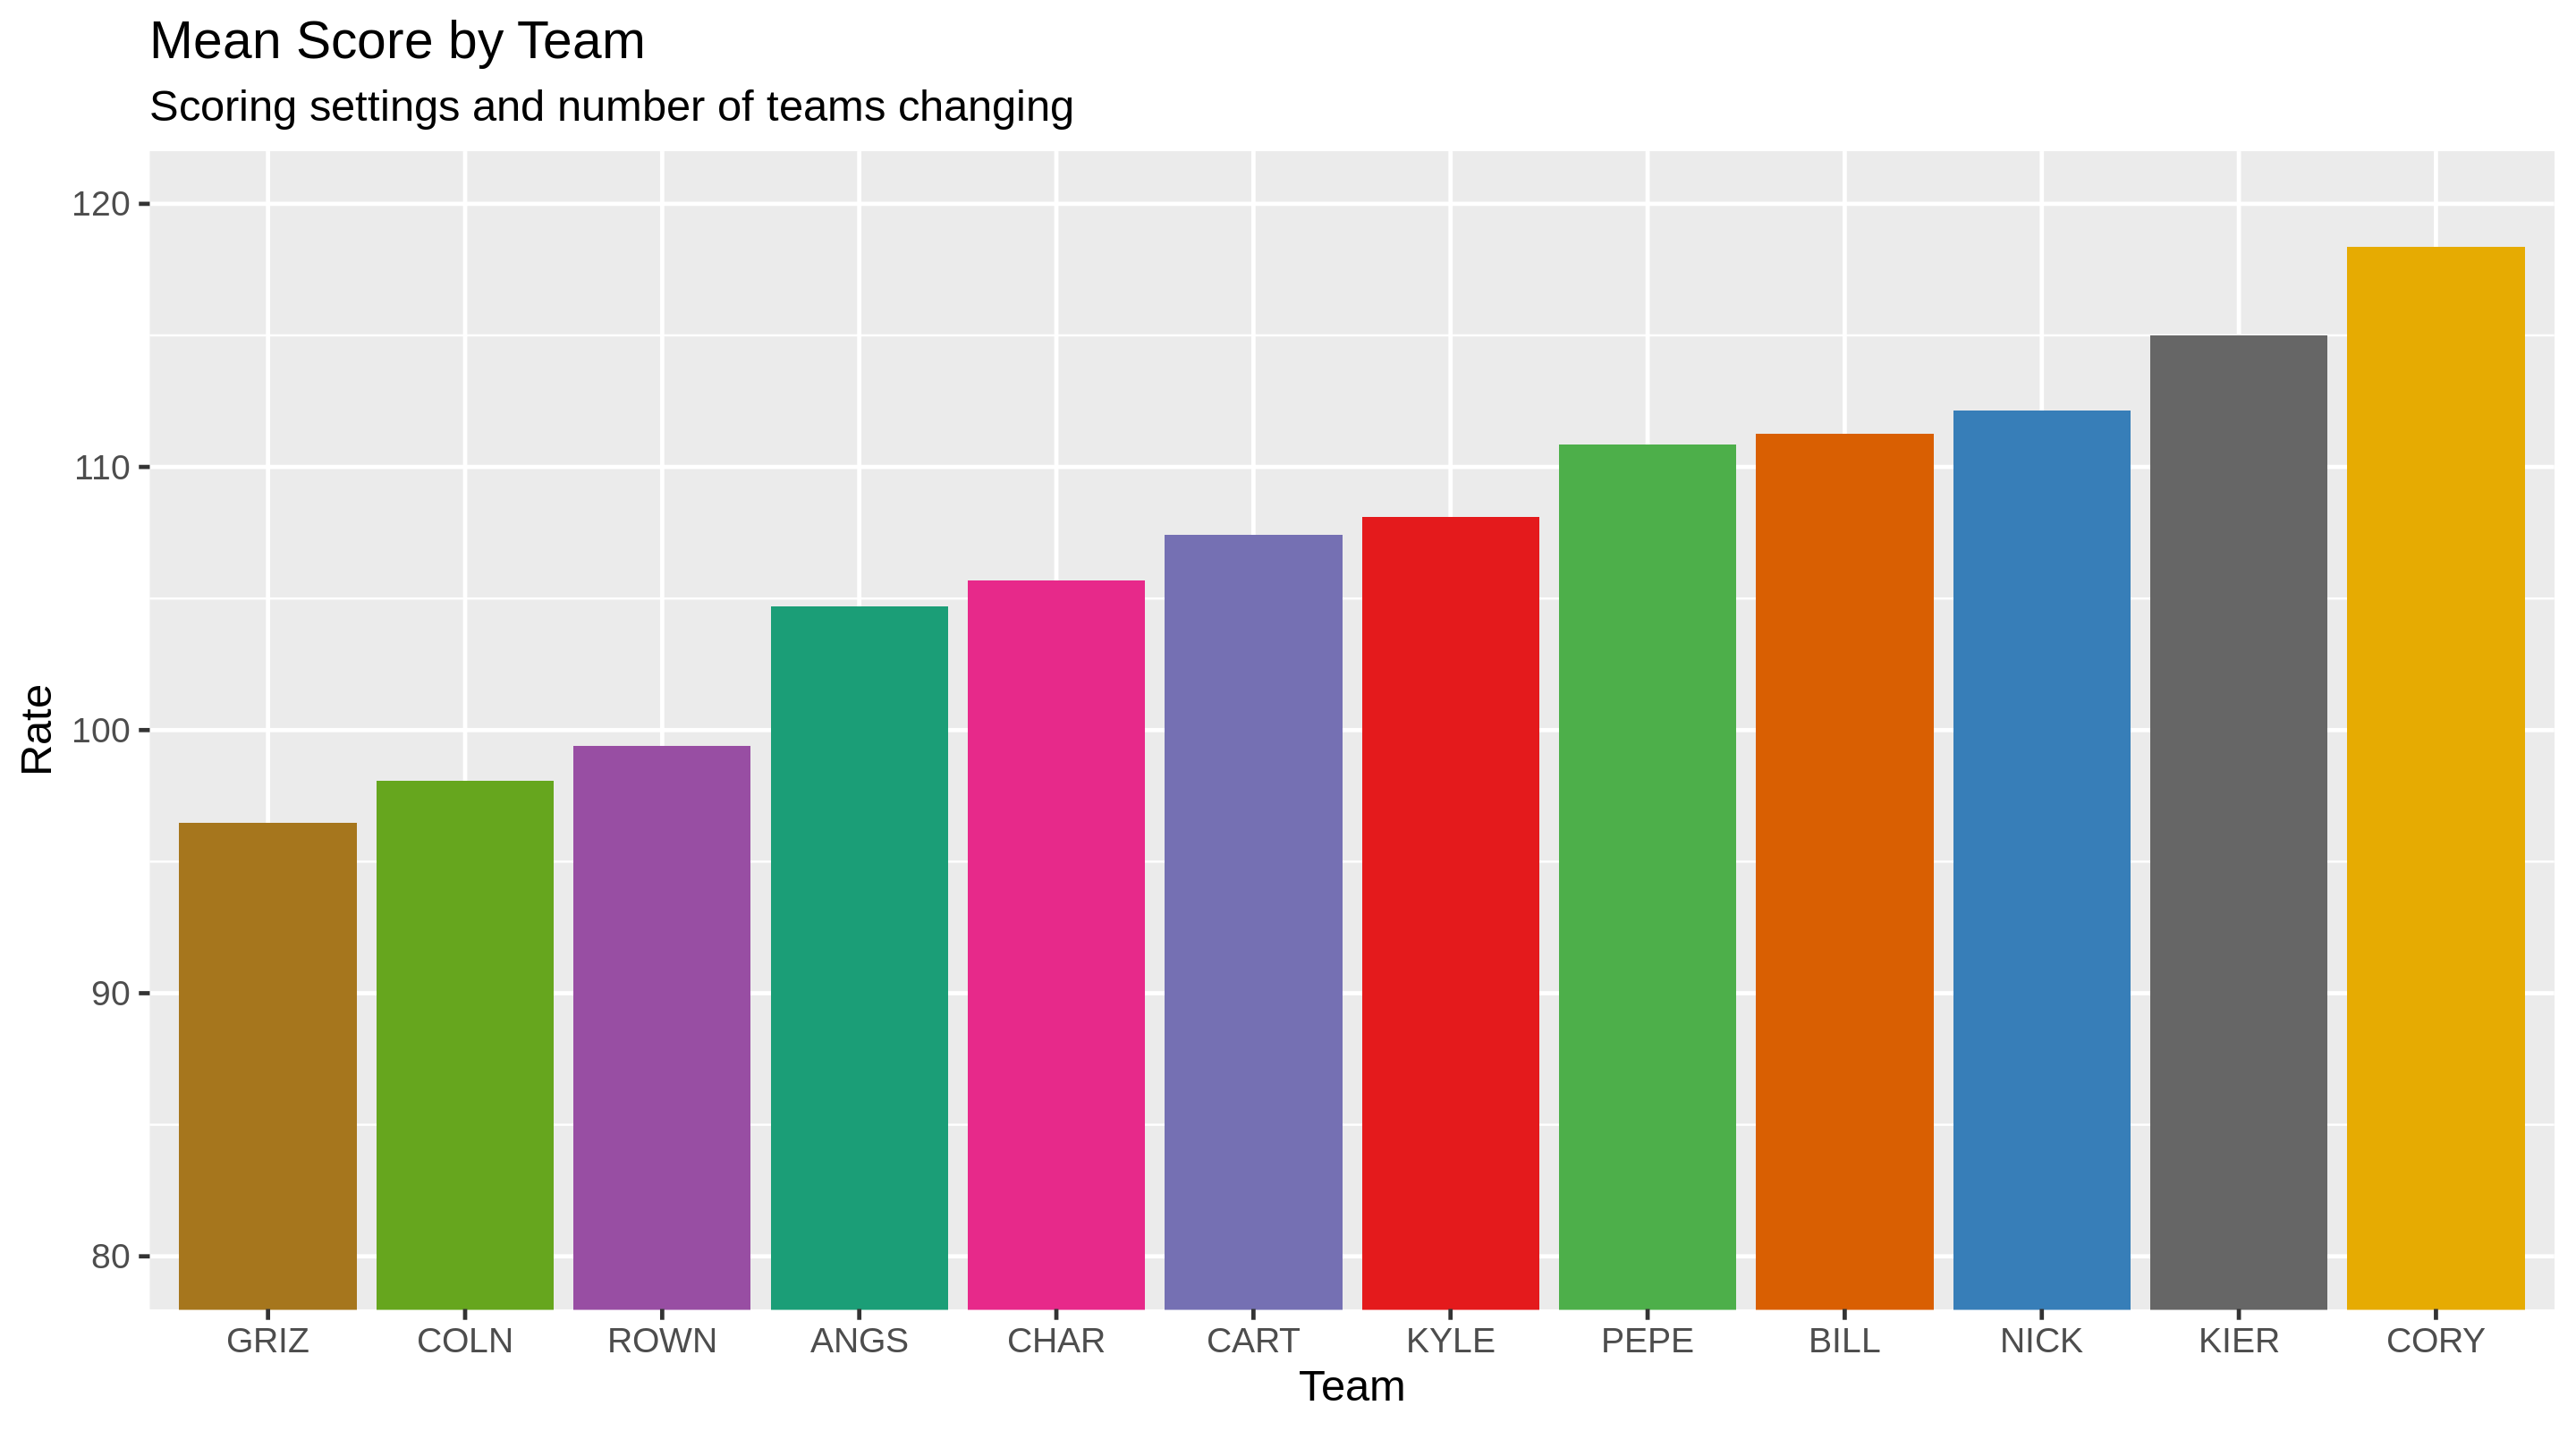 Mean Score by Team
Scoring settings and number of teams changing
120
110
100
90
80
Rate
GRIZ COLN ROWN ANGS CHAR CART KYLE PEPE BILL NICK KIER CORY
Team